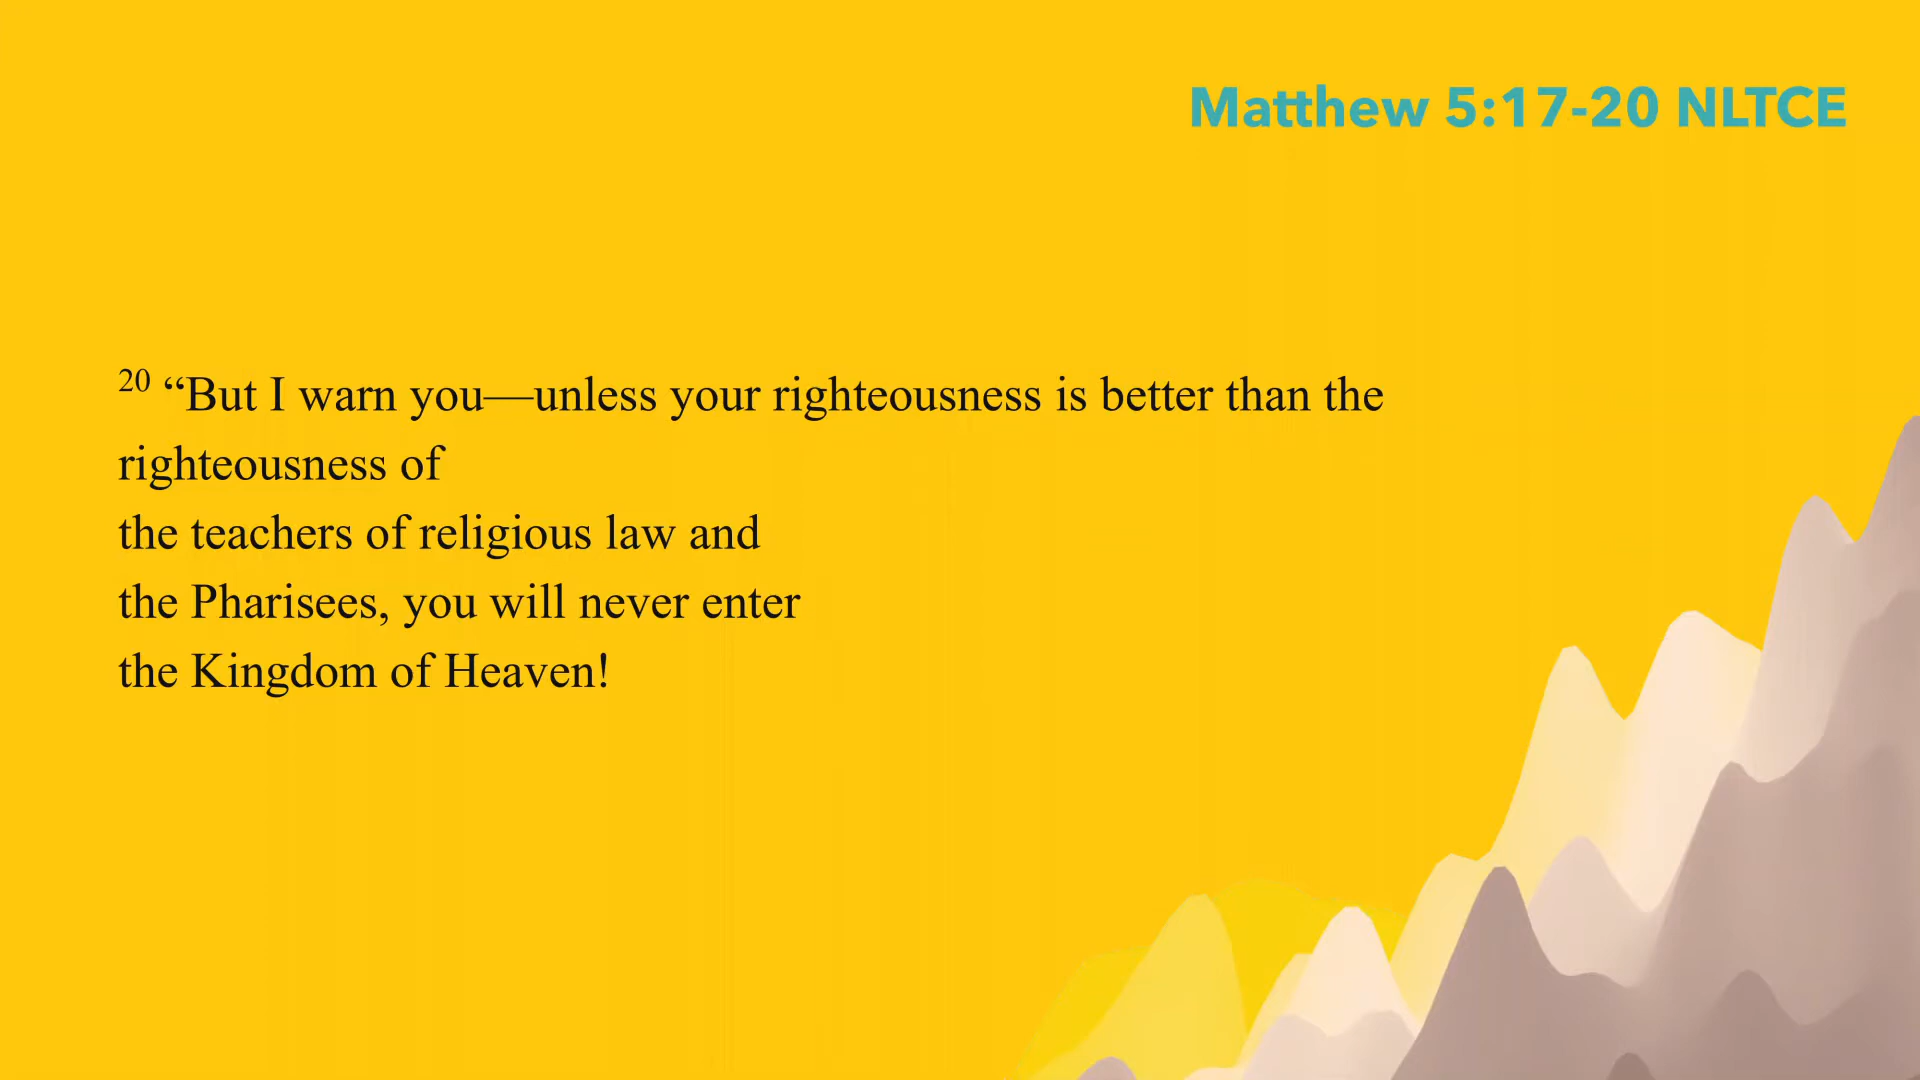 Matthew 5:17-20 NLTCE
20 “But I warn you—unless your righteousness is better than the
righteousness of
the teachers of religious law and
the Pharisees, you will never enter
the Kingdom of Heaven!